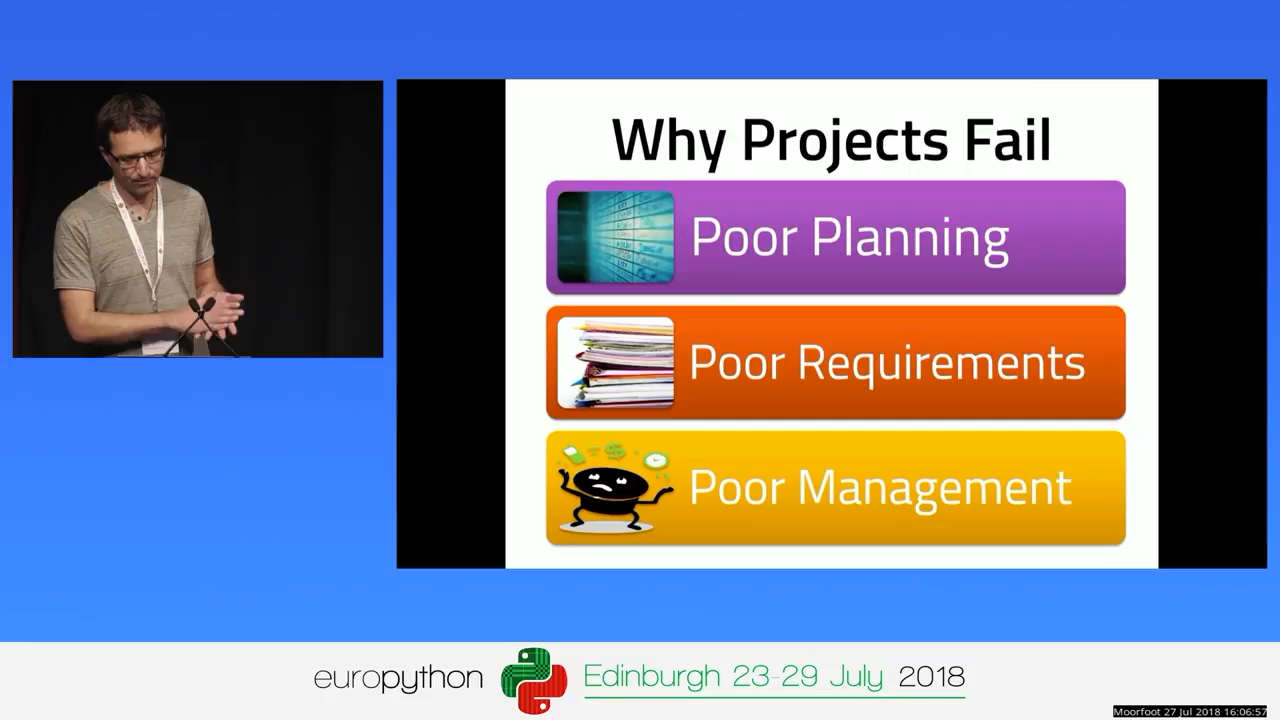 Why Projects Fail
Poor Planning
Poor Requirements
Poor Management
europython
Edinburgh 23-29 July 2018
Moorfoot 27 Jul 2018 16:06:57